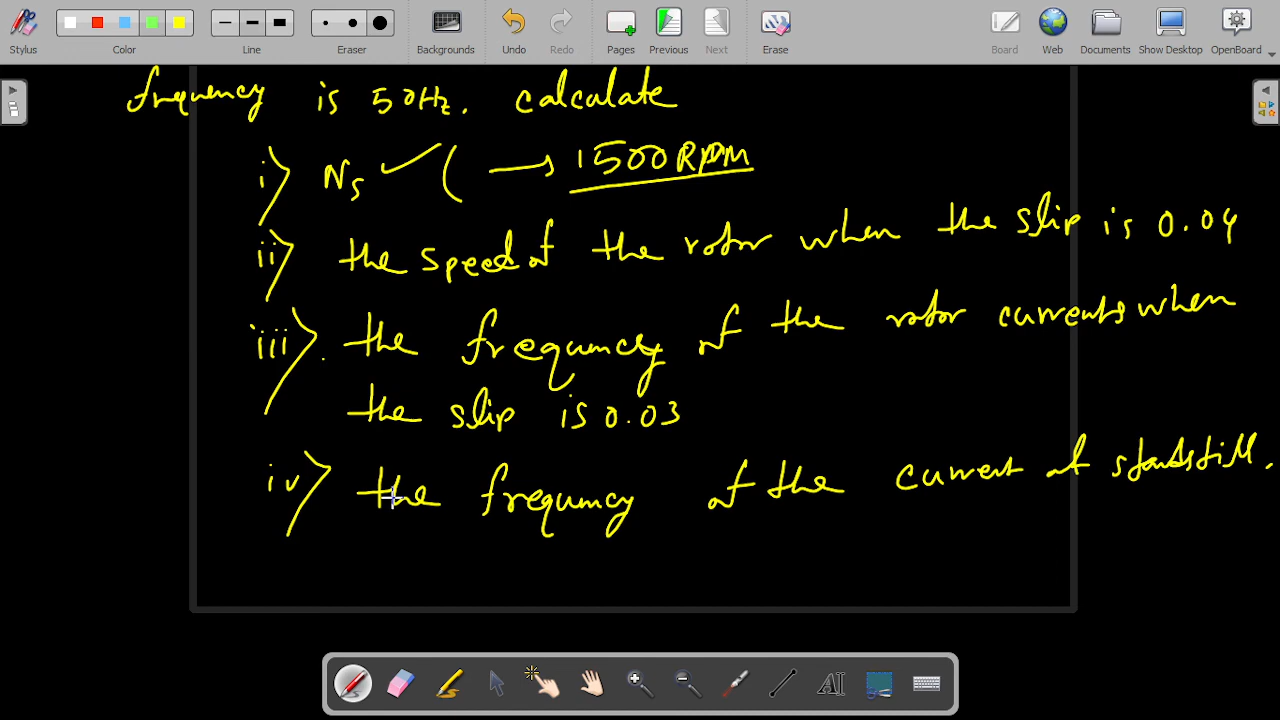 Stylus Color Line Eraser Backgrounds Undo Redo Pages Previous Next Erase Board Web Documents Show Desktop OpenBoard
frequency is 50Hz. calculate
i) Ns ✓ ( → 1500RPM
ii) the speed of the rotor when the slip is 0.04
iii). the frequency of the rotor currents when
the slip is 0.03
iv) the frequency of the current at standstill.
AI